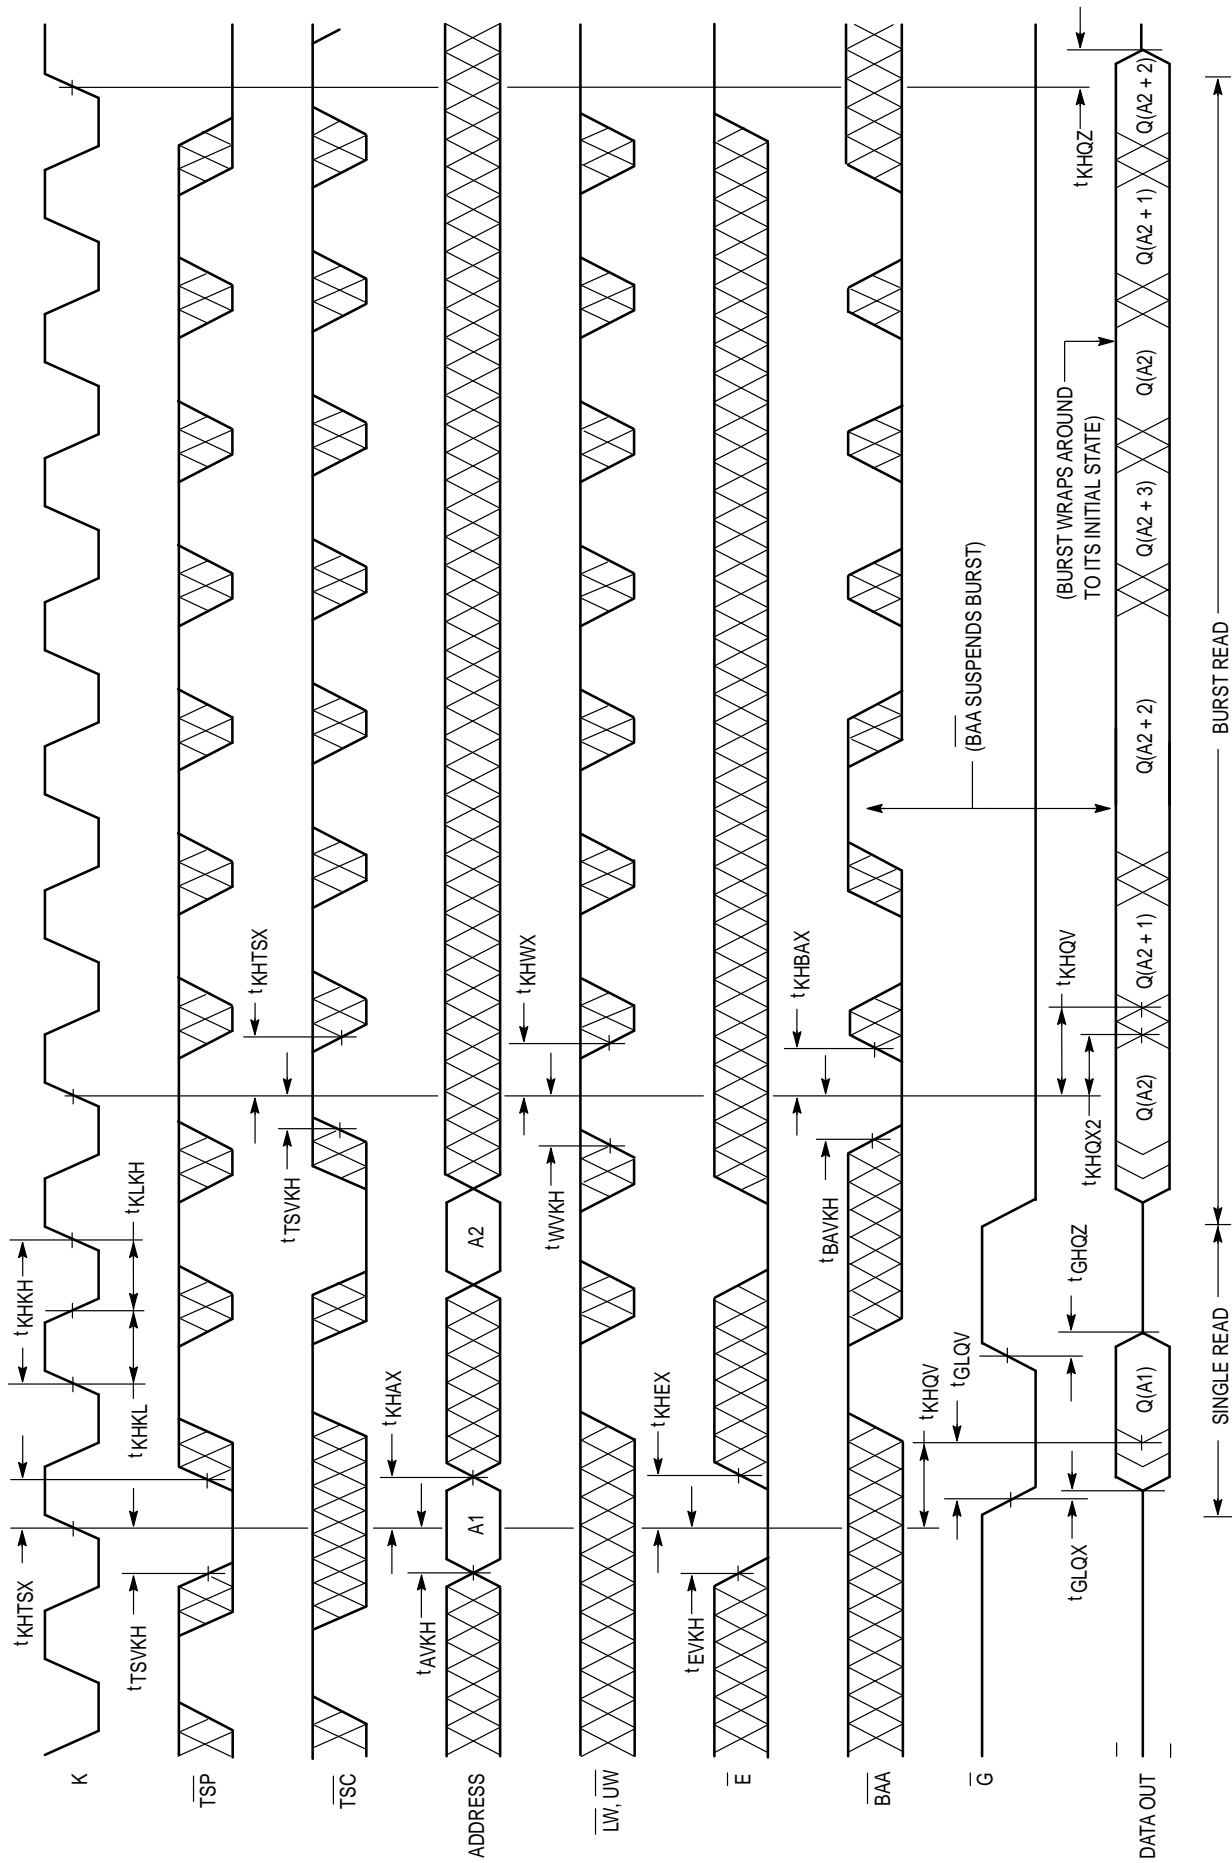 K
tKHTSX
tKHKH
tKHKL
tKLKH
TSP
tTSVKH
tKHTSX
TSC
tTSVKH
ADDRESS
A1
A2
tAVKH
tKHAX
LW, UW
tWVKH
tKHWX
E
tEVKH
tKHEX
BAA
tBAVKH
tKHBAX
G
tKHQV
tGLQV
tGLQX
tGHQZ
(BAA SUSPENDS BURST)
tKHQV
tKHQX2
(BURST WRAPS AROUND
TO ITS INITIAL STATE)
tKHQZ
DATA OUT
Q(A1)
Q(A2)
Q(A2 + 1)
Q(A2 + 2)
Q(A2 + 3)
Q(A2)
Q(A2 + 1)
Q(A2 + 2)
SINGLE READ
BURST READ